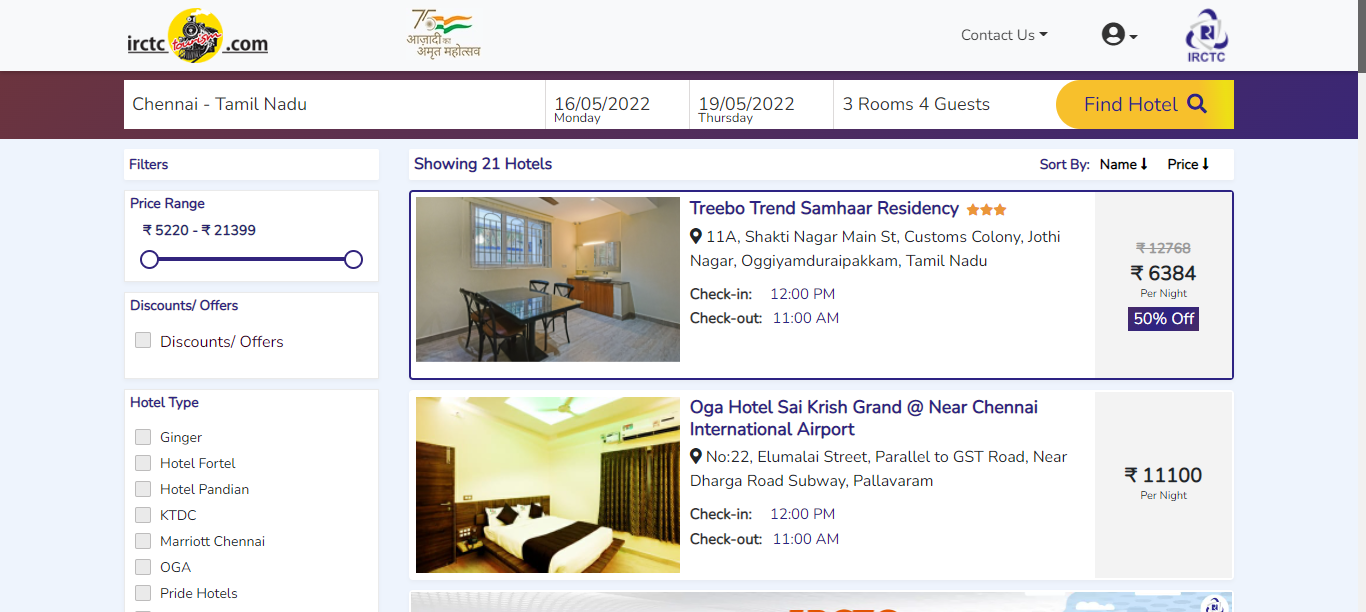 irctc tourism .com
75
आज़ादी का
अमृत महोत्सव
Contact Us
IRCTC
Chennai - Tamil Nadu
16/05/2022
Monday
19/05/2022
Thursday
3 Rooms 4 Guests
Find Hotel
Filters
Showing 21 Hotels
Sort By: Name Price
Price Range
₹ 5220 - ₹ 21399
Discounts/ Offers
Discounts/ Offers
Hotel Type
Ginger
Hotel Fortel
Hotel Pandian
KTDC
Marriott Chennai
OGA
Pride Hotels
Treebo Trend Samhaar Residency
11A, Shakti Nagar Main St, Customs Colony, Jothi
Nagar, Oggiyamduraipakkam, Tamil Nadu
Check-in: 12:00 PM
Check-out: 11:00 AM
₹ 12768
₹ 6384
Per Night
50% Off
Oga Hotel Sai Krish Grand @ Near Chennai
International Airport
No:22, Elumalai Street, Parallel to GST Road, Near
Dharga Road Subway, Pallavaram
Check-in: 12:00 PM
Check-out: 11:00 AM
₹ 11100
Per Night
IRCTC